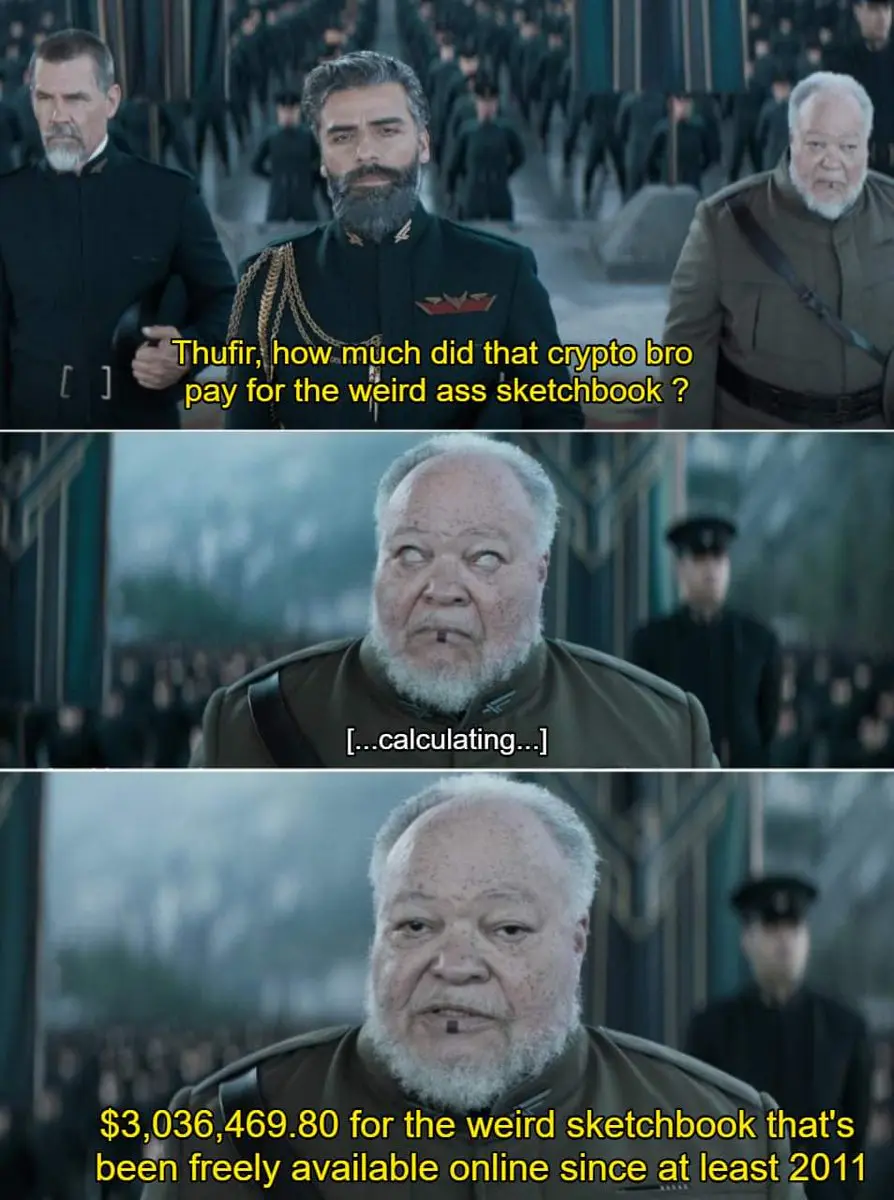 Thufir, how much did that crypto bro
pay for the weird ass sketchbook ?
[...calculating...]
$3,036,469.80 for the weird sketchbook that's
been freely available online since at least 2011